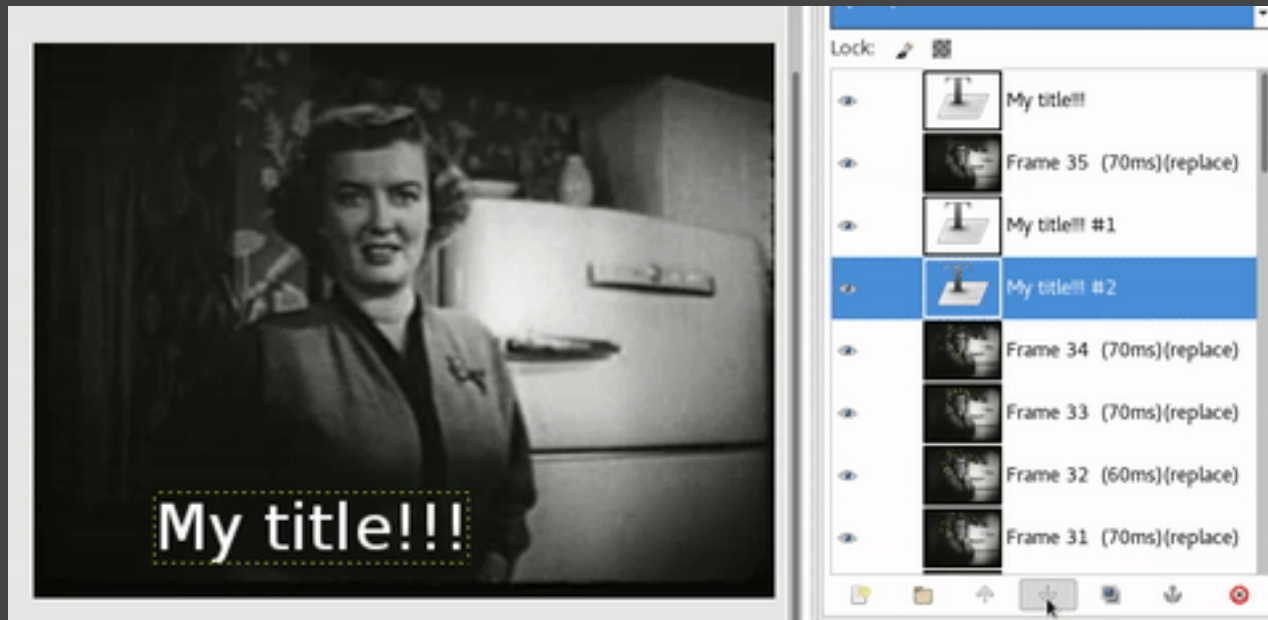 My title!!!
Lock:
My title!!!
Frame 35 (70ms)(replace)
My title!!! #1
My title!!! #2
Frame 34 (70ms)(replace)
Frame 33 (70ms)(replace)
Frame 32 (60ms)(replace)
Frame 31 (70ms)(replace)